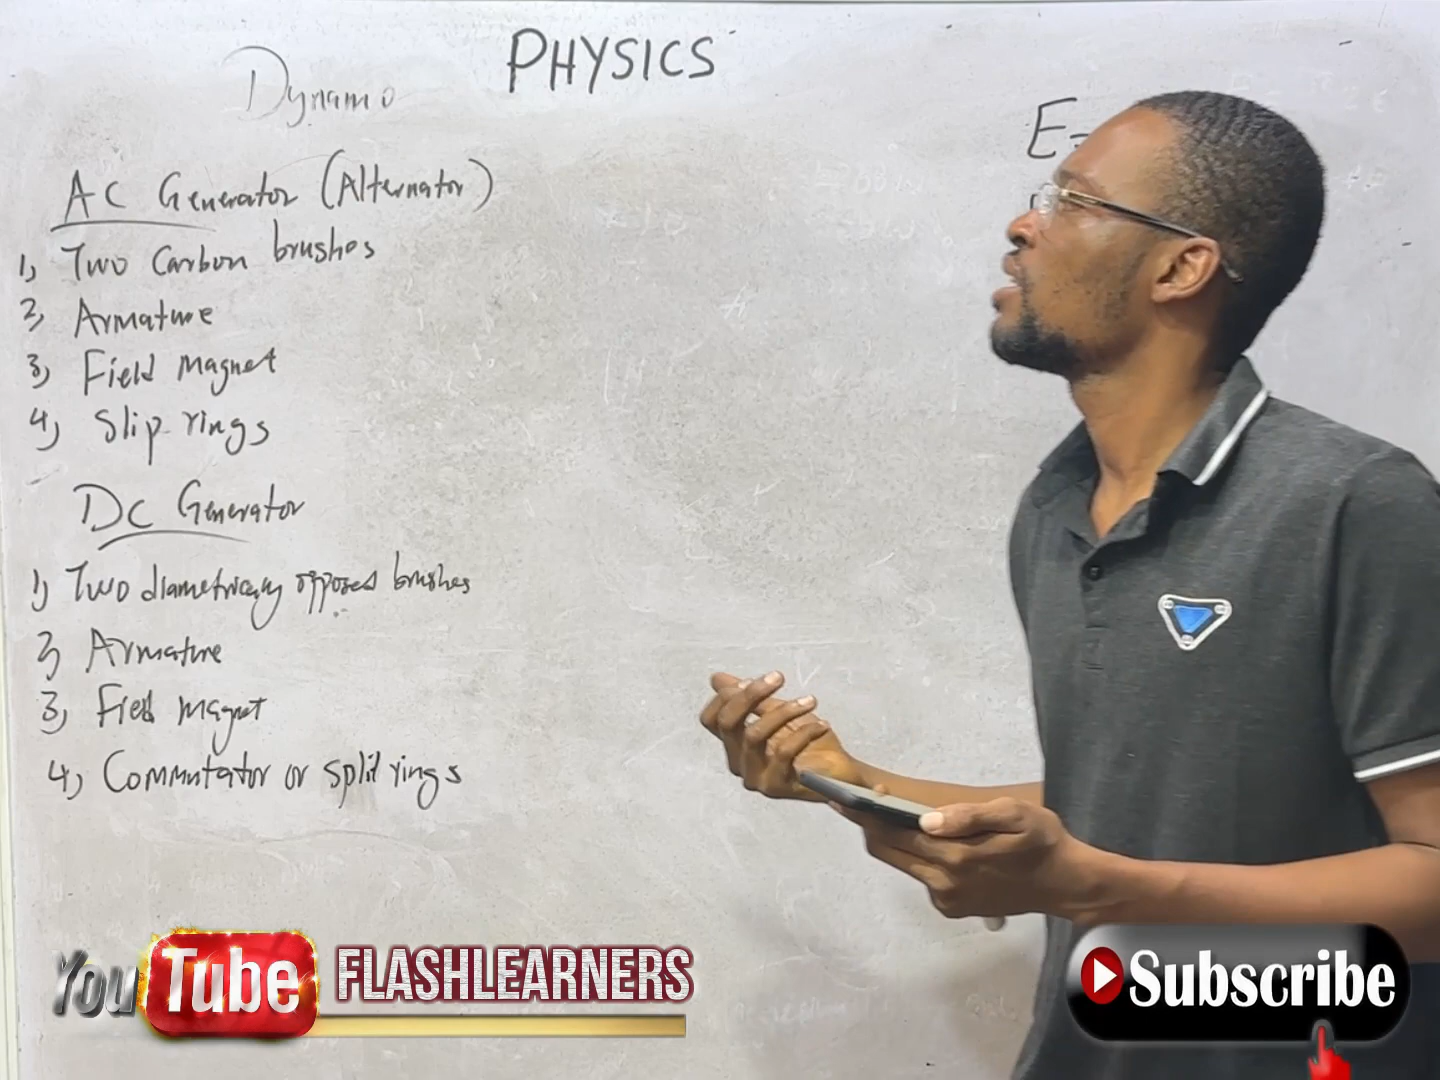 PHYSICS
Dynamo
E=
AC Generator (Alternator)
1, Two Carbon brushes
2, Armature
3, Field Magnet
4, Slip rings
DC Generator
1, Two diametrically opposed brushes
2, Armature
3, Field Magnet
4, Commutator or split rings
YouTube FLASHLEARNERS
Subscribe